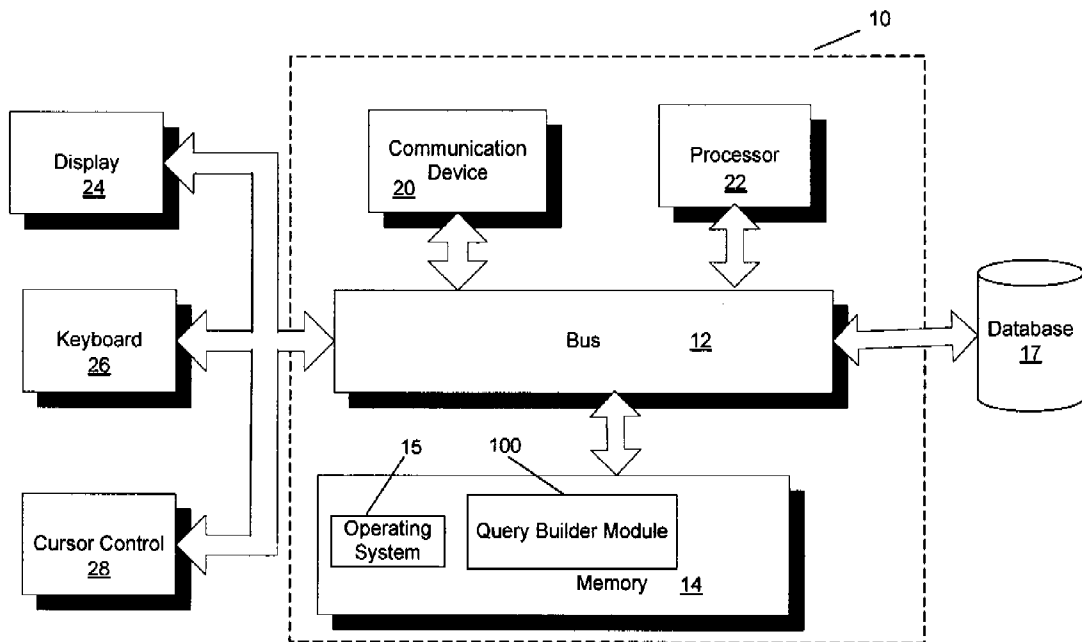 10
Display
24
Communication
Device
20
Processor
22
Keyboard
26
Bus 12
Database
17
15
100
Operating
System
Query Builder Module
Memory 14
Cursor Control
28